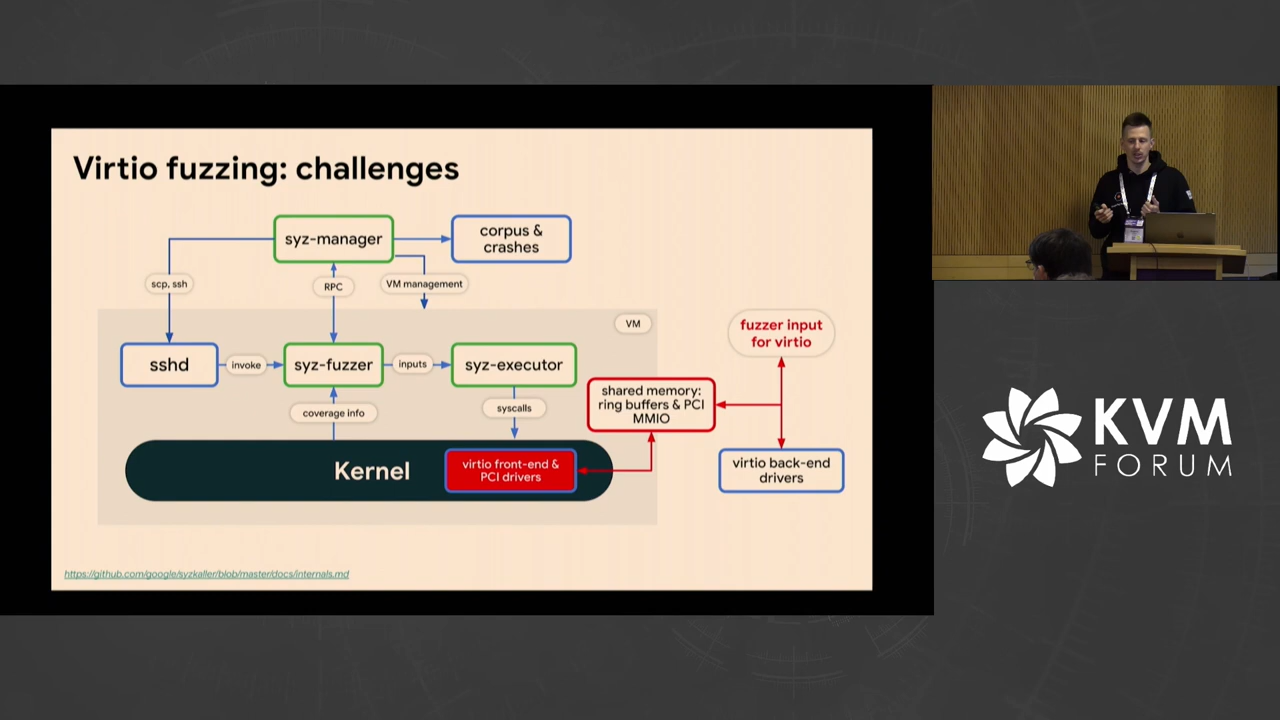 Virtio fuzzing: challenges
syz-manager
corpus &
crashes
scp, ssh
RPC
VM management
VM
fuzzer input
for virtio
sshd
invoke
syz-fuzzer
inputs
syz-executor
shared memory:
ring buffers & PCI
MMIO
coverage info
syscalls
Kernel
virtio front-end &
PCI drivers
virtio back-end
drivers
https://github.com/google/syzkaller/blob/master/docs/internals.md
KVM
FORUM